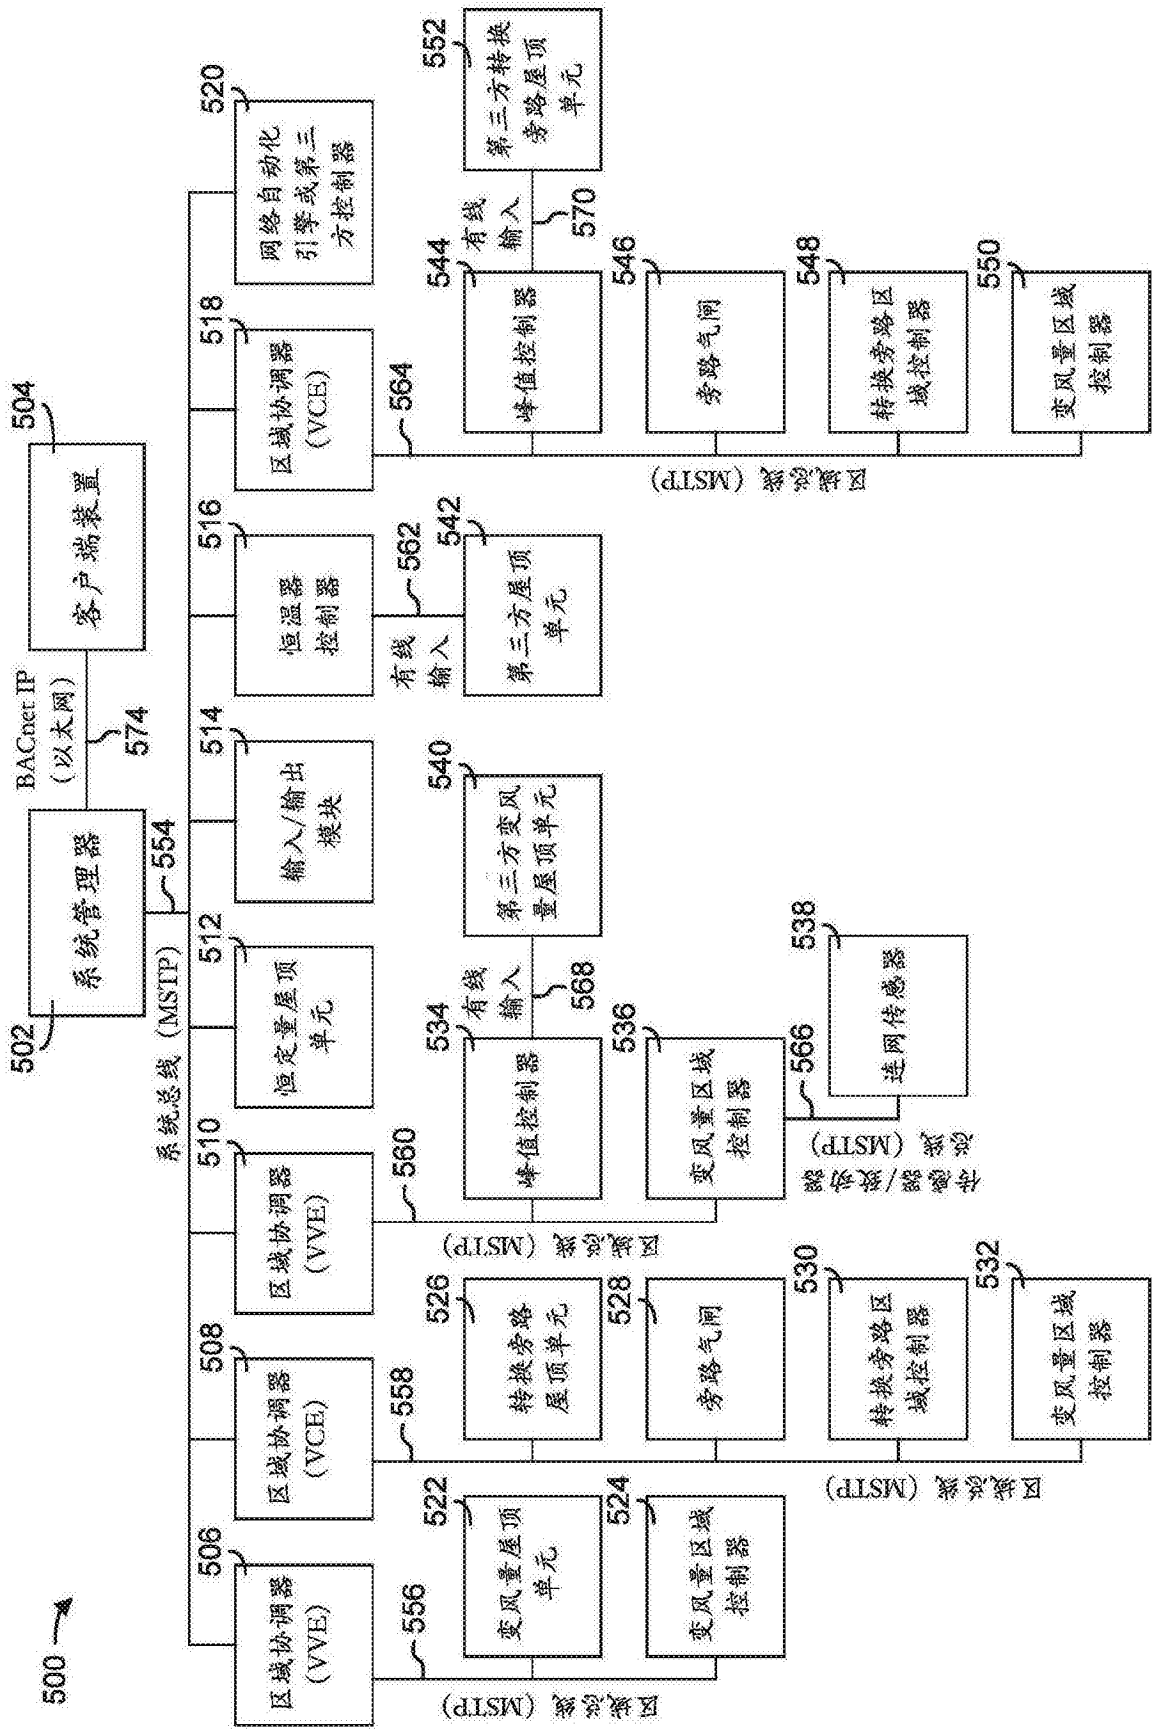 500
502
系统管理器
BACnet IP
(以太网)
574
504
客户端装置
系统总线 (MSTP)
554
506
区域协调器
(VVE)
508
区域协调器
(VCE)
510
区域协调器
(VVE)
512
恒定量屋顶
单元
514
输入/输出
模块
516
恒温器
控制器
518
区域协调器
(VCE)
520
网络自动化
引擎或第三
方控制器
556
区域总线 (MSTP)
522
变风量屋顶
单元
524
变风量区域
控制器
558
区域总线 (MSTP)
526
转换旁路
屋顶单元
528
旁路气闸
530
转换旁路区
域控制器
532
变风量区域
控制器
560
区域总线 (MSTP)
534
峰值控制器
有线
输入
568
540
第三方变风
量屋顶单元
536
变风量区域
控制器
566
传感器/致动器
总线 (MSTP)
538
连网传感器
有线
输入
562
542
第三方屋顶
单元
564
区域总线 (MSTP)
544
峰值控制器
有线
输入
570
552
第三方转换
旁路屋顶
单元
546
旁路气闸
548
转换旁路区
域控制器
550
变风量区域
控制器